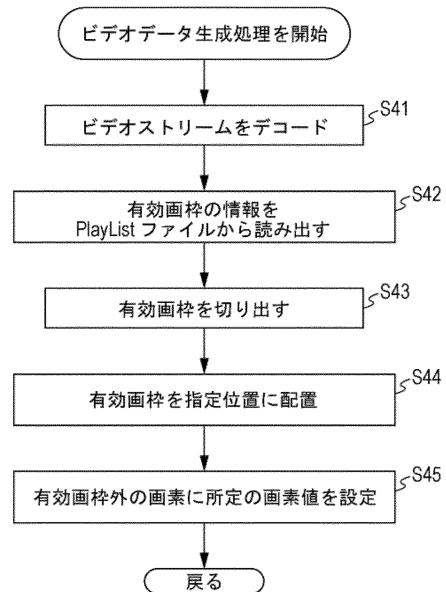 ビデオデータ生成処理を開始
S41
ビデオストリームをデコード
S42
有効画枠の情報を
PlayList ファイルから読み出す
S43
有効画枠を切り出す
S44
有効画枠を指定位置に配置
S45
有効画枠外の画素に所定の画素値を設定
戻る